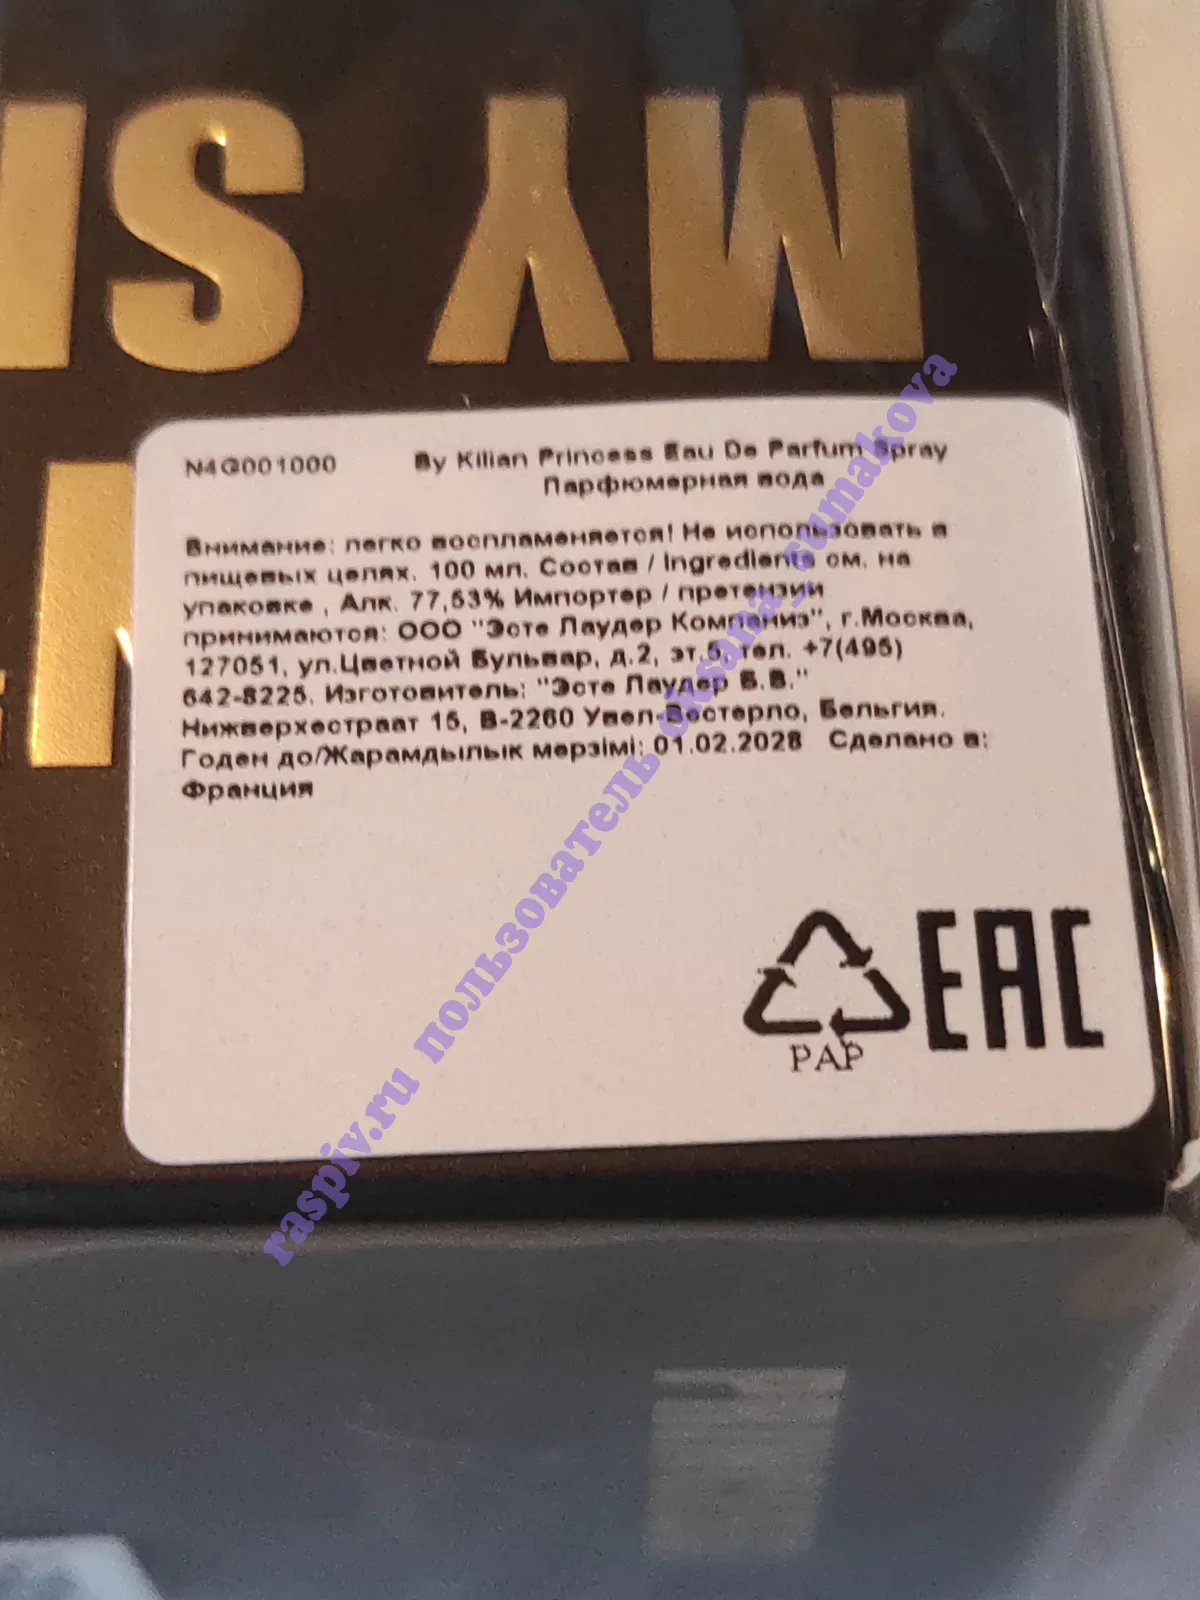 MY S
N4G001000 By Kilian Princess Eau De Parfum Spray
Парфюмерная вода
Внимание: легко воспламеняется! Не использовать в
пищевых целях. 100 мл. Состав / Ingredients см. на
упаковке , Алк. 77,53% Импортер / претензии
принимаются: ООО "Эсте Лаудер Компаниз", г.Москва,
127051, ул.Цветной Бульвар, д.2, эт.5, тел. +7(495)
642-8225. Изготовитель: "Эсте Лаудер Б.В."
Нижверхестраат 15, В-2260 Увел-Вестерло, Бельгия.
Годен до/Жарамдылык мерзімі: 01.02.2028 Сделано в:
Франция
PAP
EAC
raspiv.ru пользователь oksana_sumakova